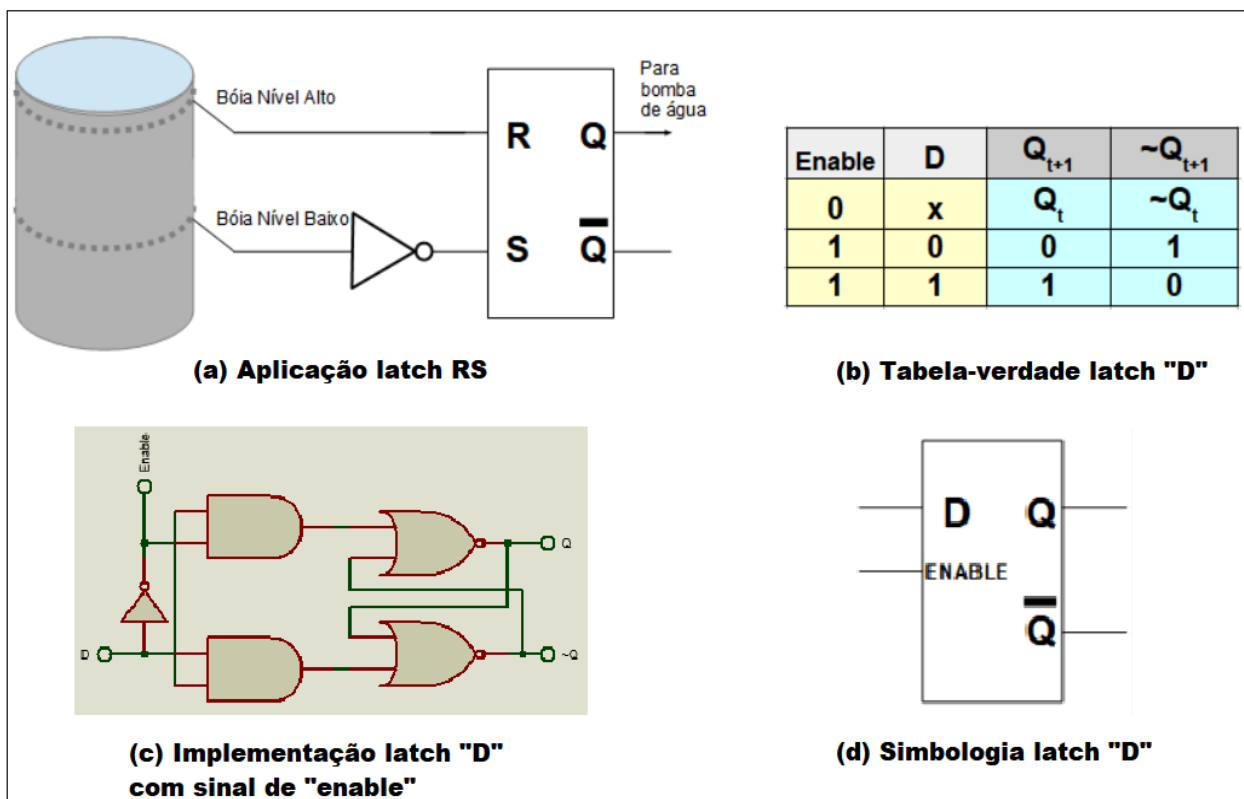 Bóia Nível Alto
Bóia Nível Baixo
R Q
S Q
Para
bomba
de água
(a) Aplicação latch RS
Enable D Qt+1 ~Qt+1
0 x Qt ~Qt
1 0 0 1
1 1 1 0
(b) Tabela-verdade latch "D"
Enable
D
Q
~Q
(c) Implementação latch "D"
com sinal de "enable"
D Q
ENABLE
Q
(d) Simbologia latch "D"